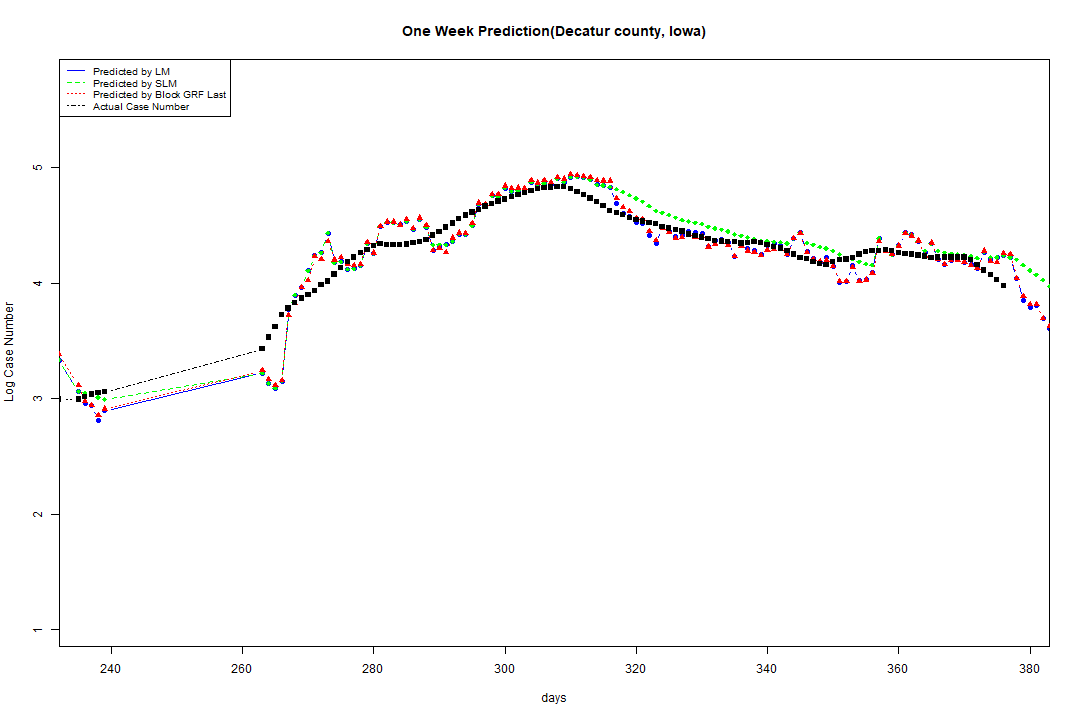 One Week Prediction(Decatur county, Iowa)
Predicted by LM
Predicted by SLM
Predicted by Block GRF Last
Actual Case Number
5
4
3
2
1
Log Case Number
240 260 280 300 320 340 360 380
days